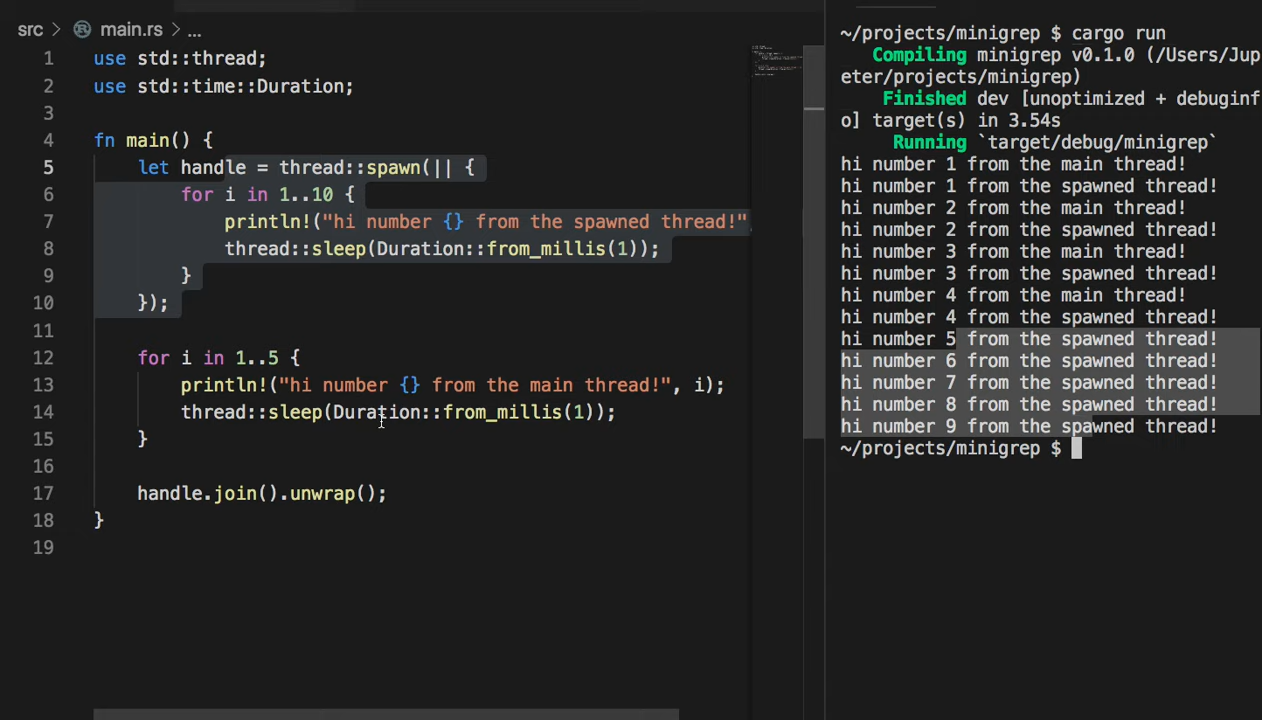 src > main.rs > ...
1 use std::thread;
2 use std::time::Duration;
3
4 fn main() {
5     let handle = thread::spawn(|| {
6         for i in 1..10 {
7             println!("hi number {} from the spawned thread!"
8             thread::sleep(Duration::from_millis(1));
9         }
10     });
11
12     for i in 1..5 {
13         println!("hi number {} from the main thread!", i);
14         thread::sleep(Duration::from_millis(1));
15     }
16
17     handle.join().unwrap();
18 }
19
~/projects/minigrep $ cargo run
Compiling minigrep v0.1.0 (/Users/Jup
eter/projects/minigrep)
Finished dev [unoptimized + debuginf
o] target(s) in 3.54s
Running `target/debug/minigrep`
hi number 1 from the main thread!
hi number 1 from the spawned thread!
hi number 2 from the main thread!
hi number 2 from the spawned thread!
hi number 3 from the main thread!
hi number 3 from the spawned thread!
hi number 4 from the main thread!
hi number 4 from the spawned thread!
hi number 5 from the spawned thread!
hi number 6 from the spawned thread!
hi number 7 from the spawned thread!
hi number 8 from the spawned thread!
hi number 9 from the spawned thread!
~/projects/minigrep $